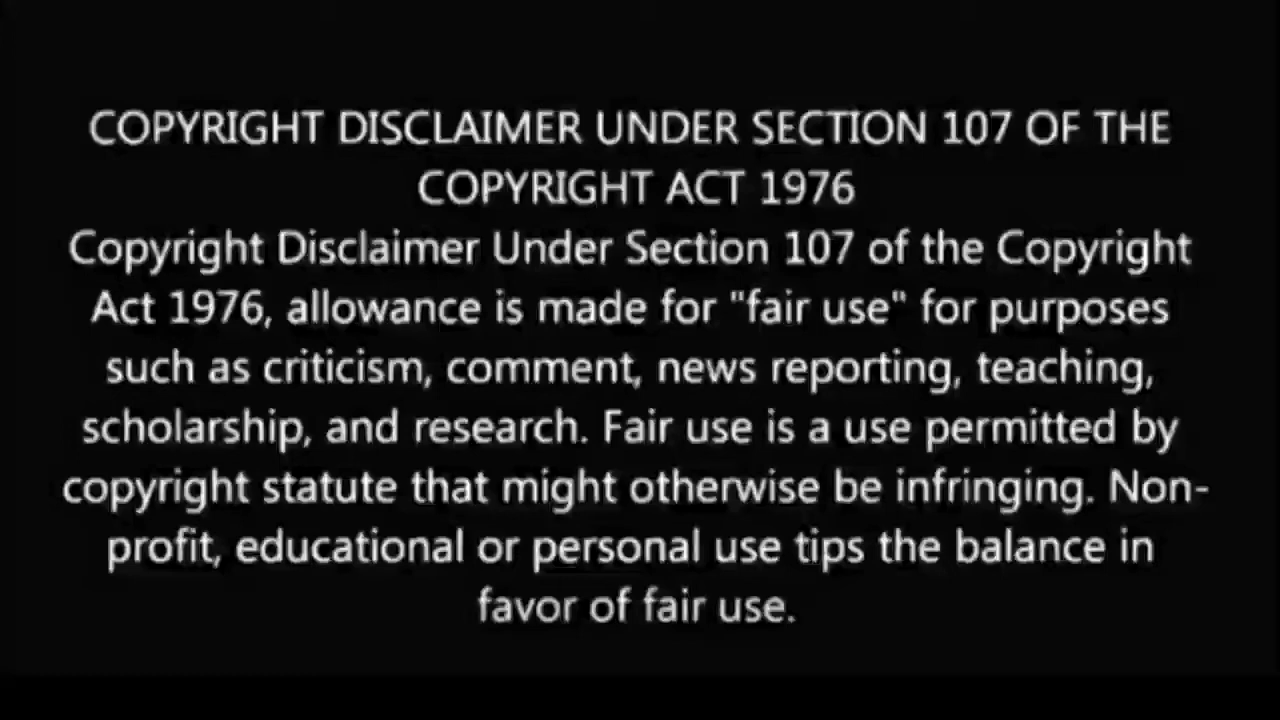 COPYRIGHT DISCLAIMER UNDER SECTION 107 OF THE
COPYRIGHT ACT 1976
Copyright Disclaimer Under Section 107 of the Copyright
Act 1976, allowance is made for "fair use" for purposes
such as criticism, comment, news reporting, teaching,
scholarship, and research. Fair use is a use permitted by
copyright statute that might otherwise be infringing. Non-
profit, educational or personal use tips the balance in
favor of fair use.